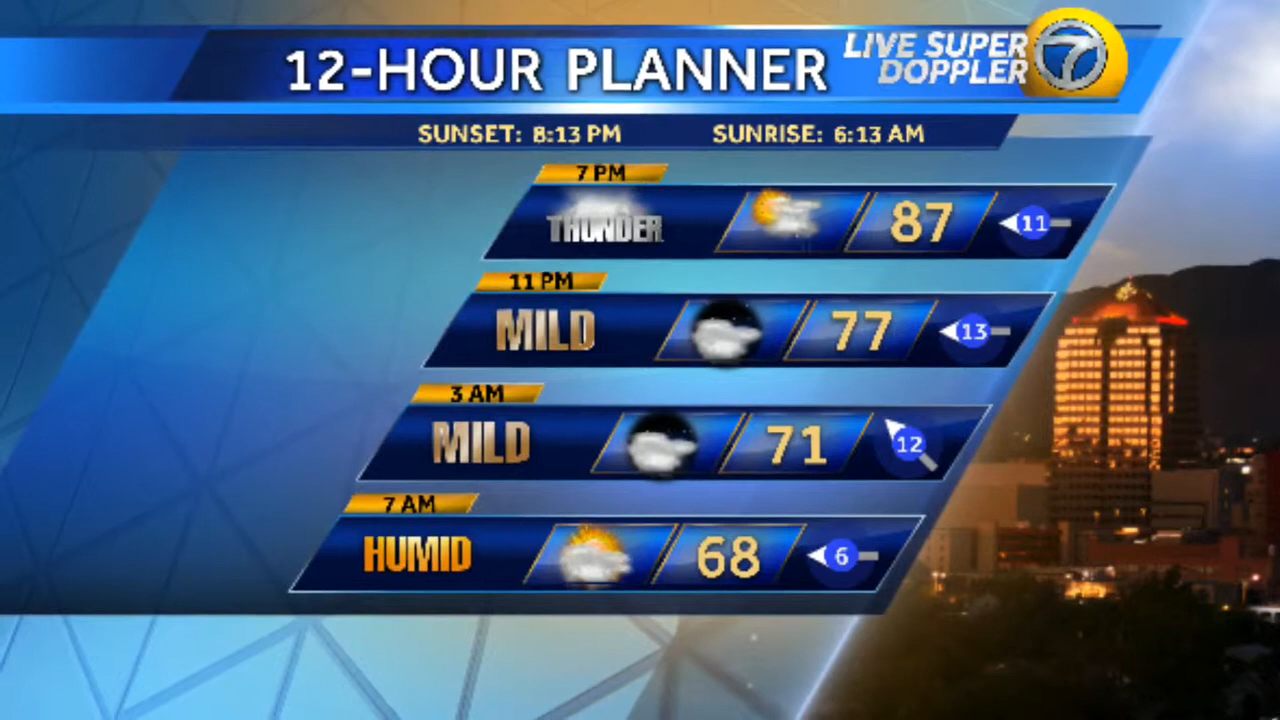 12-HOUR PLANNER
LIVE SUPER
DOPPLER 7
SUNSET: 8:13 PM SUNRISE: 6:13 AM
7 PM
THUNDER 87 11
11 PM
MILD 77 13
3 AM
MILD 71 12
7 AM
HUMID 68 6